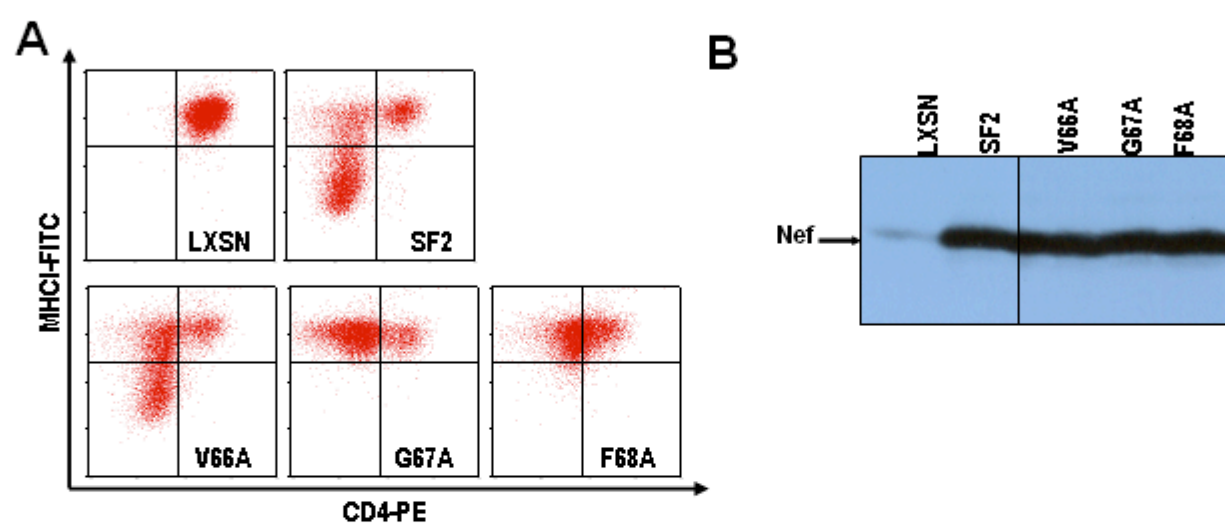 A
B
LXSN
SF2
V66A
G67A
F68A
MHCI-FITC
LXSN
SF2
Nef
V66A
G67A
F68A
CD4-PE